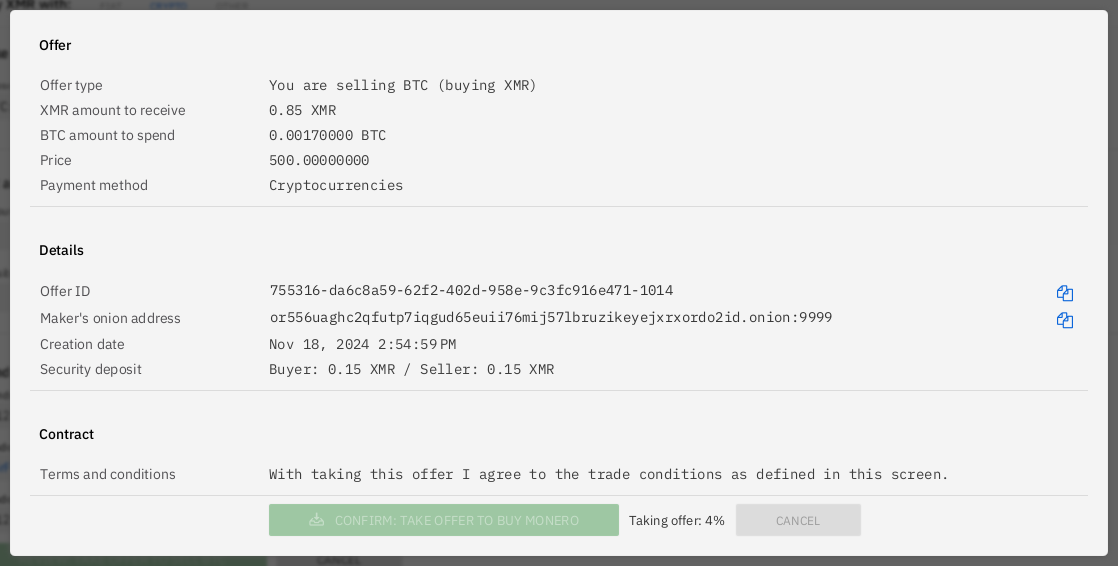 XMR with:
Offer
Offer type You are selling BTC (buying XMR)
XMR amount to receive 0.85 XMR
BTC amount to spend 0.00170000 BTC
Price 500.00000000
Payment method Cryptocurrencies
Details
Offer ID 755316-da6c8a59-62f2-402d-958e-9c3fc916e471-1014
Maker's onion address or556uaghc2qfutp7iqgud65euii76mij57lbruzikeyejxrxordo2id.onion:9999
Creation date Nov 18, 2024 2:54:59 PM
Security deposit Buyer: 0.15 XMR / Seller: 0.15 XMR
Contract
Terms and conditions With taking this offer I agree to the trade conditions as defined in this screen.
CONFIRM: TAKE OFFER TO BUY MONERO Taking offer: 4% CANCEL
CANCEL